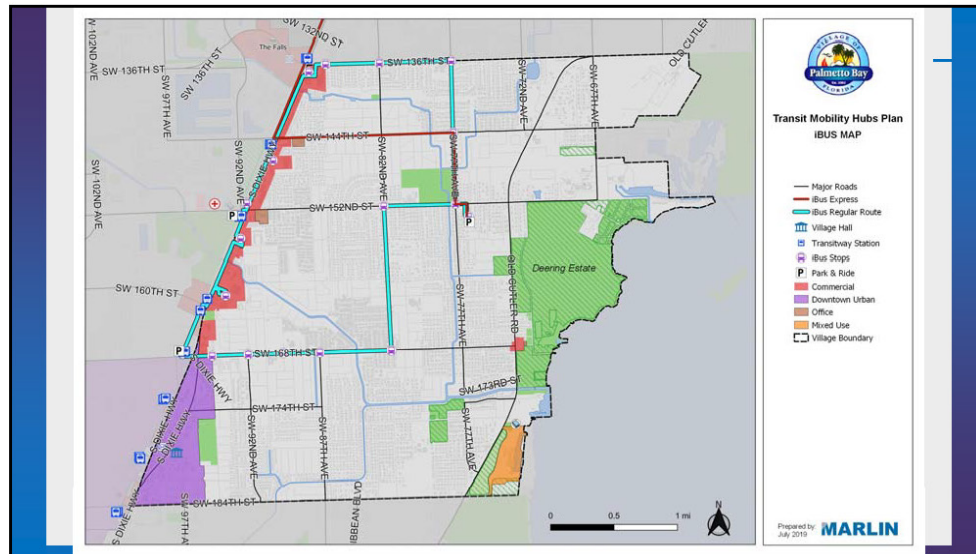 SW 132ND ST
The Falls
SW 102ND AVE
SW 136TH ST
SW 136TH ST
SW 136TH ST
SW 97TH AVE
OLD CUTLER
SW 72ND AVE
SW 67TH AVE
SW 144TH ST
S DIXIE HWY
SW 92ND AVE
SW 82ND AVE
SW 102ND AVE
SW 152ND ST
P
P
Deering Estate
OLD CUTLER RD
SW 160TH ST
SW 77TH AVE
P
SW 168TH ST
S DIXIE HWY
SW 173RD ST
SW 174TH ST
S DIXIE HWY
S DIXIE HWY
SW 92ND AVE
SW 87TH AVE
SW 77TH AVE
SW 184TH ST
SW 97TH AV
IBBEAN BLVD
0 0.5 1 mi
N
VILLAGE OF
Palmetto Bay
FLORIDA
Transit Mobility Hubs Plan
iBUS MAP
Major Roads
iBus Express
iBus Regular Route
Village Hall
Transitway Station
iBus Stops
P Park & Ride
Commercial
Downtown Urban
Office
Mixed Use
Village Boundary
Prepared by:
July 2019
MARLIN